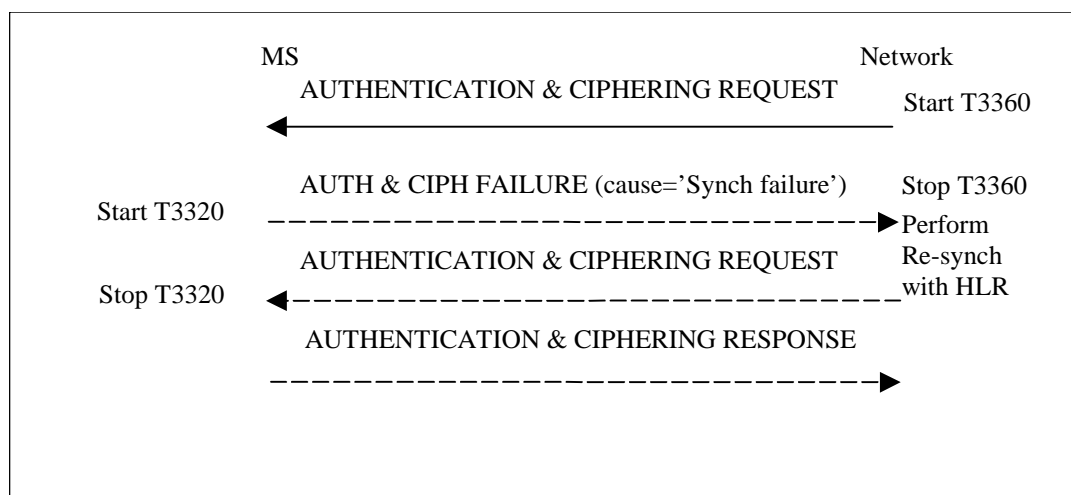 MS
Network
AUTHENTICATION & CIPHERING REQUEST
Start T3360
AUTH & CIPH FAILURE (cause=’Synch failure’)
Stop T3360
Start T3320
Perform
Re-synch
with HLR
AUTHENTICATION & CIPHERING REQUEST
Stop T3320
AUTHENTICATION & CIPHERING RESPONSE